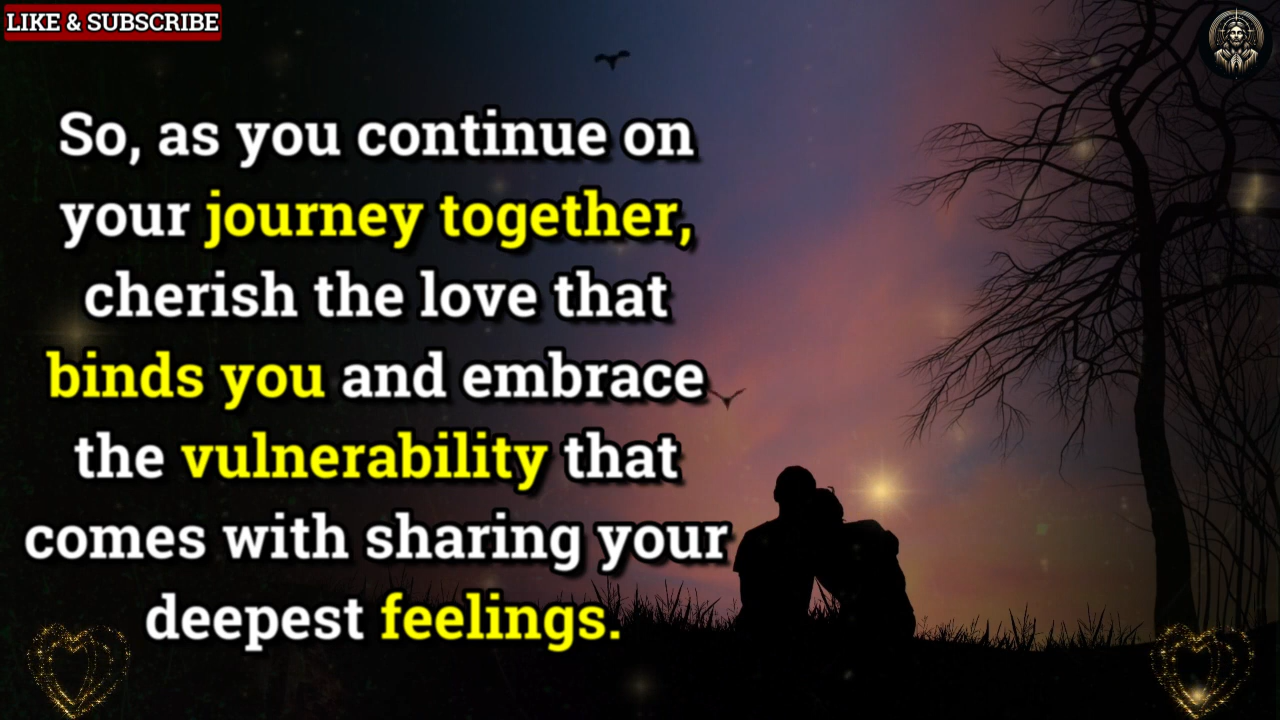 LIKE & SUBSCRIBE
So, as you continue on
your journey together,
cherish the love that
binds you and embrace
the vulnerability that
comes with sharing your
deepest feelings.